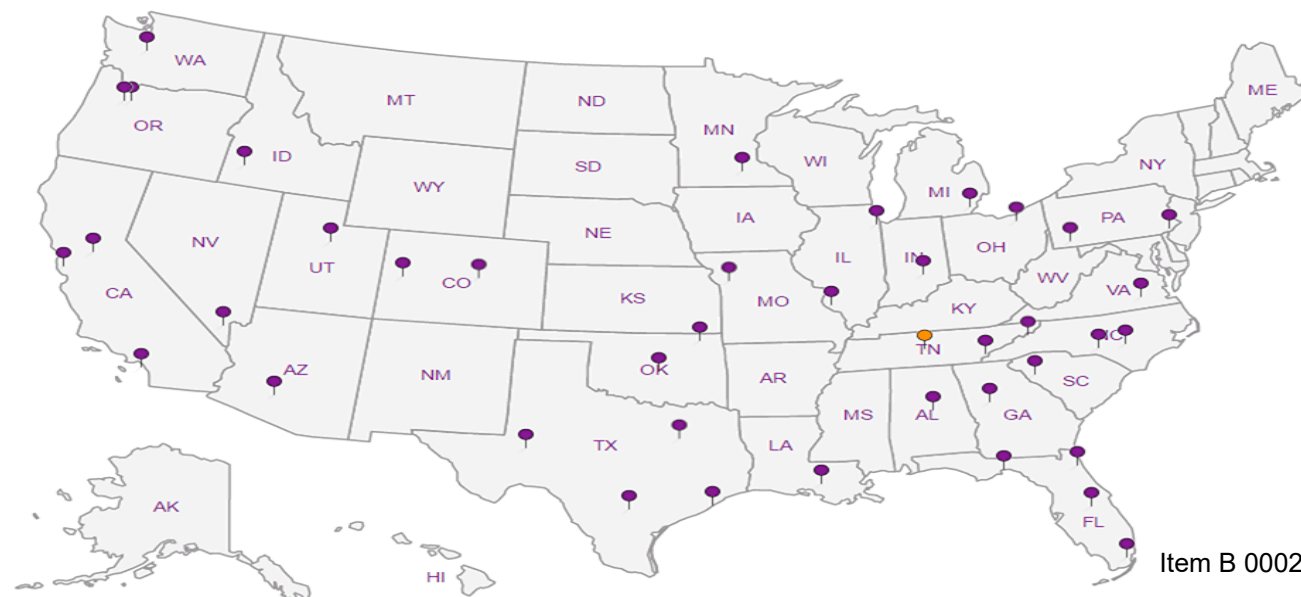 WA
ME
MT
ND
OR
MN
ID
NY
WI
SD
WY
MI
IA
PA
NE
NV
OH
IL
IN
UT
WV
CO
CA
VA
KS
MO
KY
TN
AZ
OK
NM
AR
SC
MS
AL
GA
TX
LA
AK
FL
Item B 0002
HI